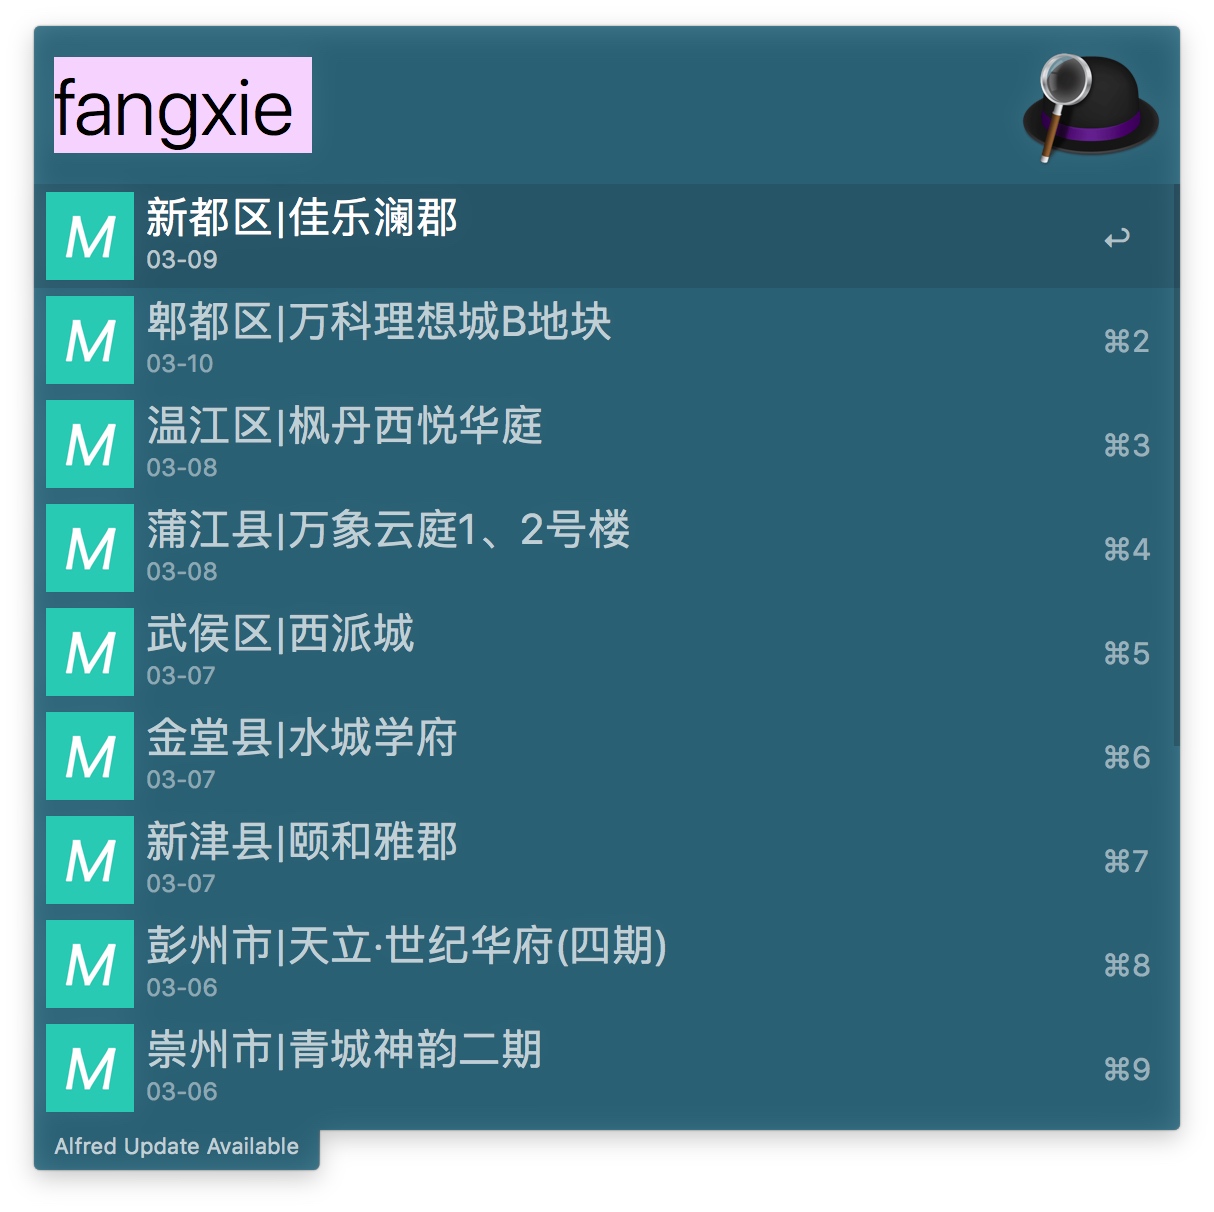 fangxie
新都区|佳乐澜郡
03-09
M
↩
郫都区|万科理想城B地块
03-10
M
⌘2
温江区|枫丹西悦华庭
03-08
M
⌘3
蒲江县|万象云庭1、2号楼
03-08
M
⌘4
武侯区|西派城
03-07
M
⌘5
金堂县|水城学府
03-07
M
⌘6
新津县|颐和雅郡
03-07
M
⌘7
彭州市|天立·世纪华府(四期)
03-06
M
⌘8
崇州市|青城神韵二期
03-06
M
⌘9
Alfred Update Available